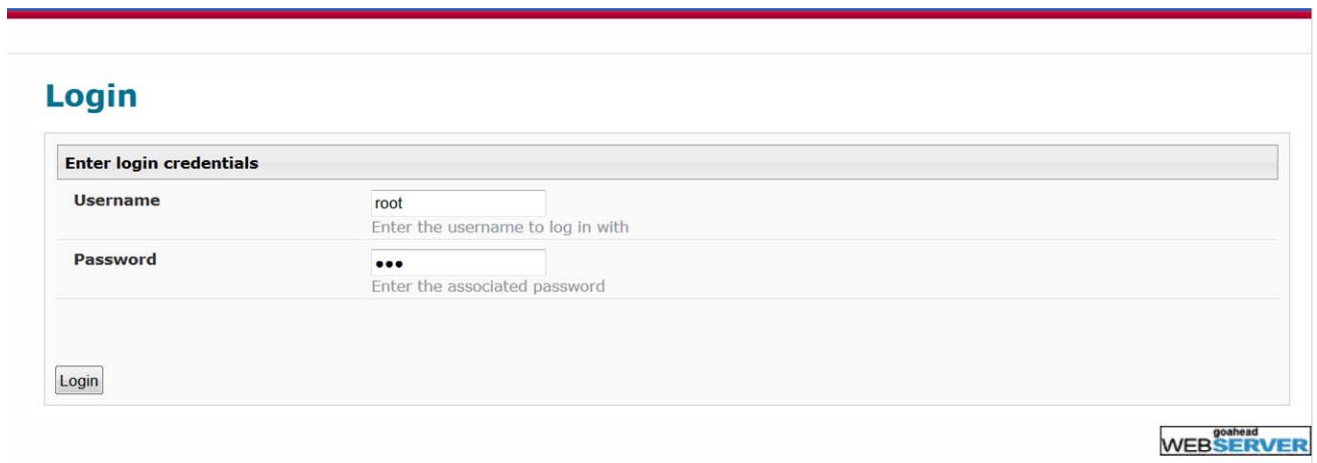 Login
Enter login credentials
Username
root
Enter the username to log in with
Password
•••
Enter the associated password
Login
goahead
WEBSERVER